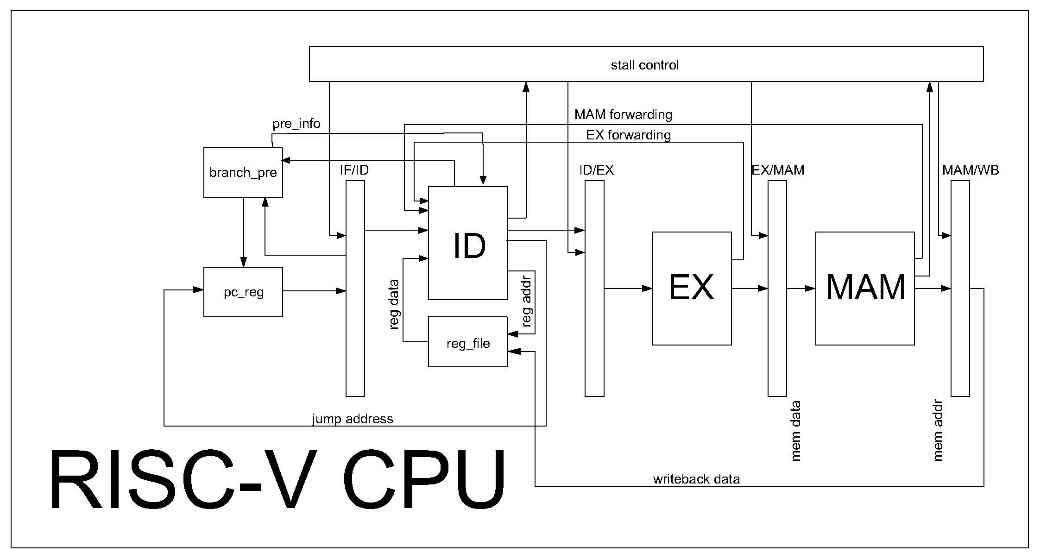 stall control
MAM forwarding
pre_info
EX forwarding
branch_pre
IF/ID
ID/EX
EX/MAM
MAM/WB
ID
EX
MAM
pc_reg
reg data
reg addr
reg_file
jump address
mem data
mem addr
RISC-V CPU
writeback data